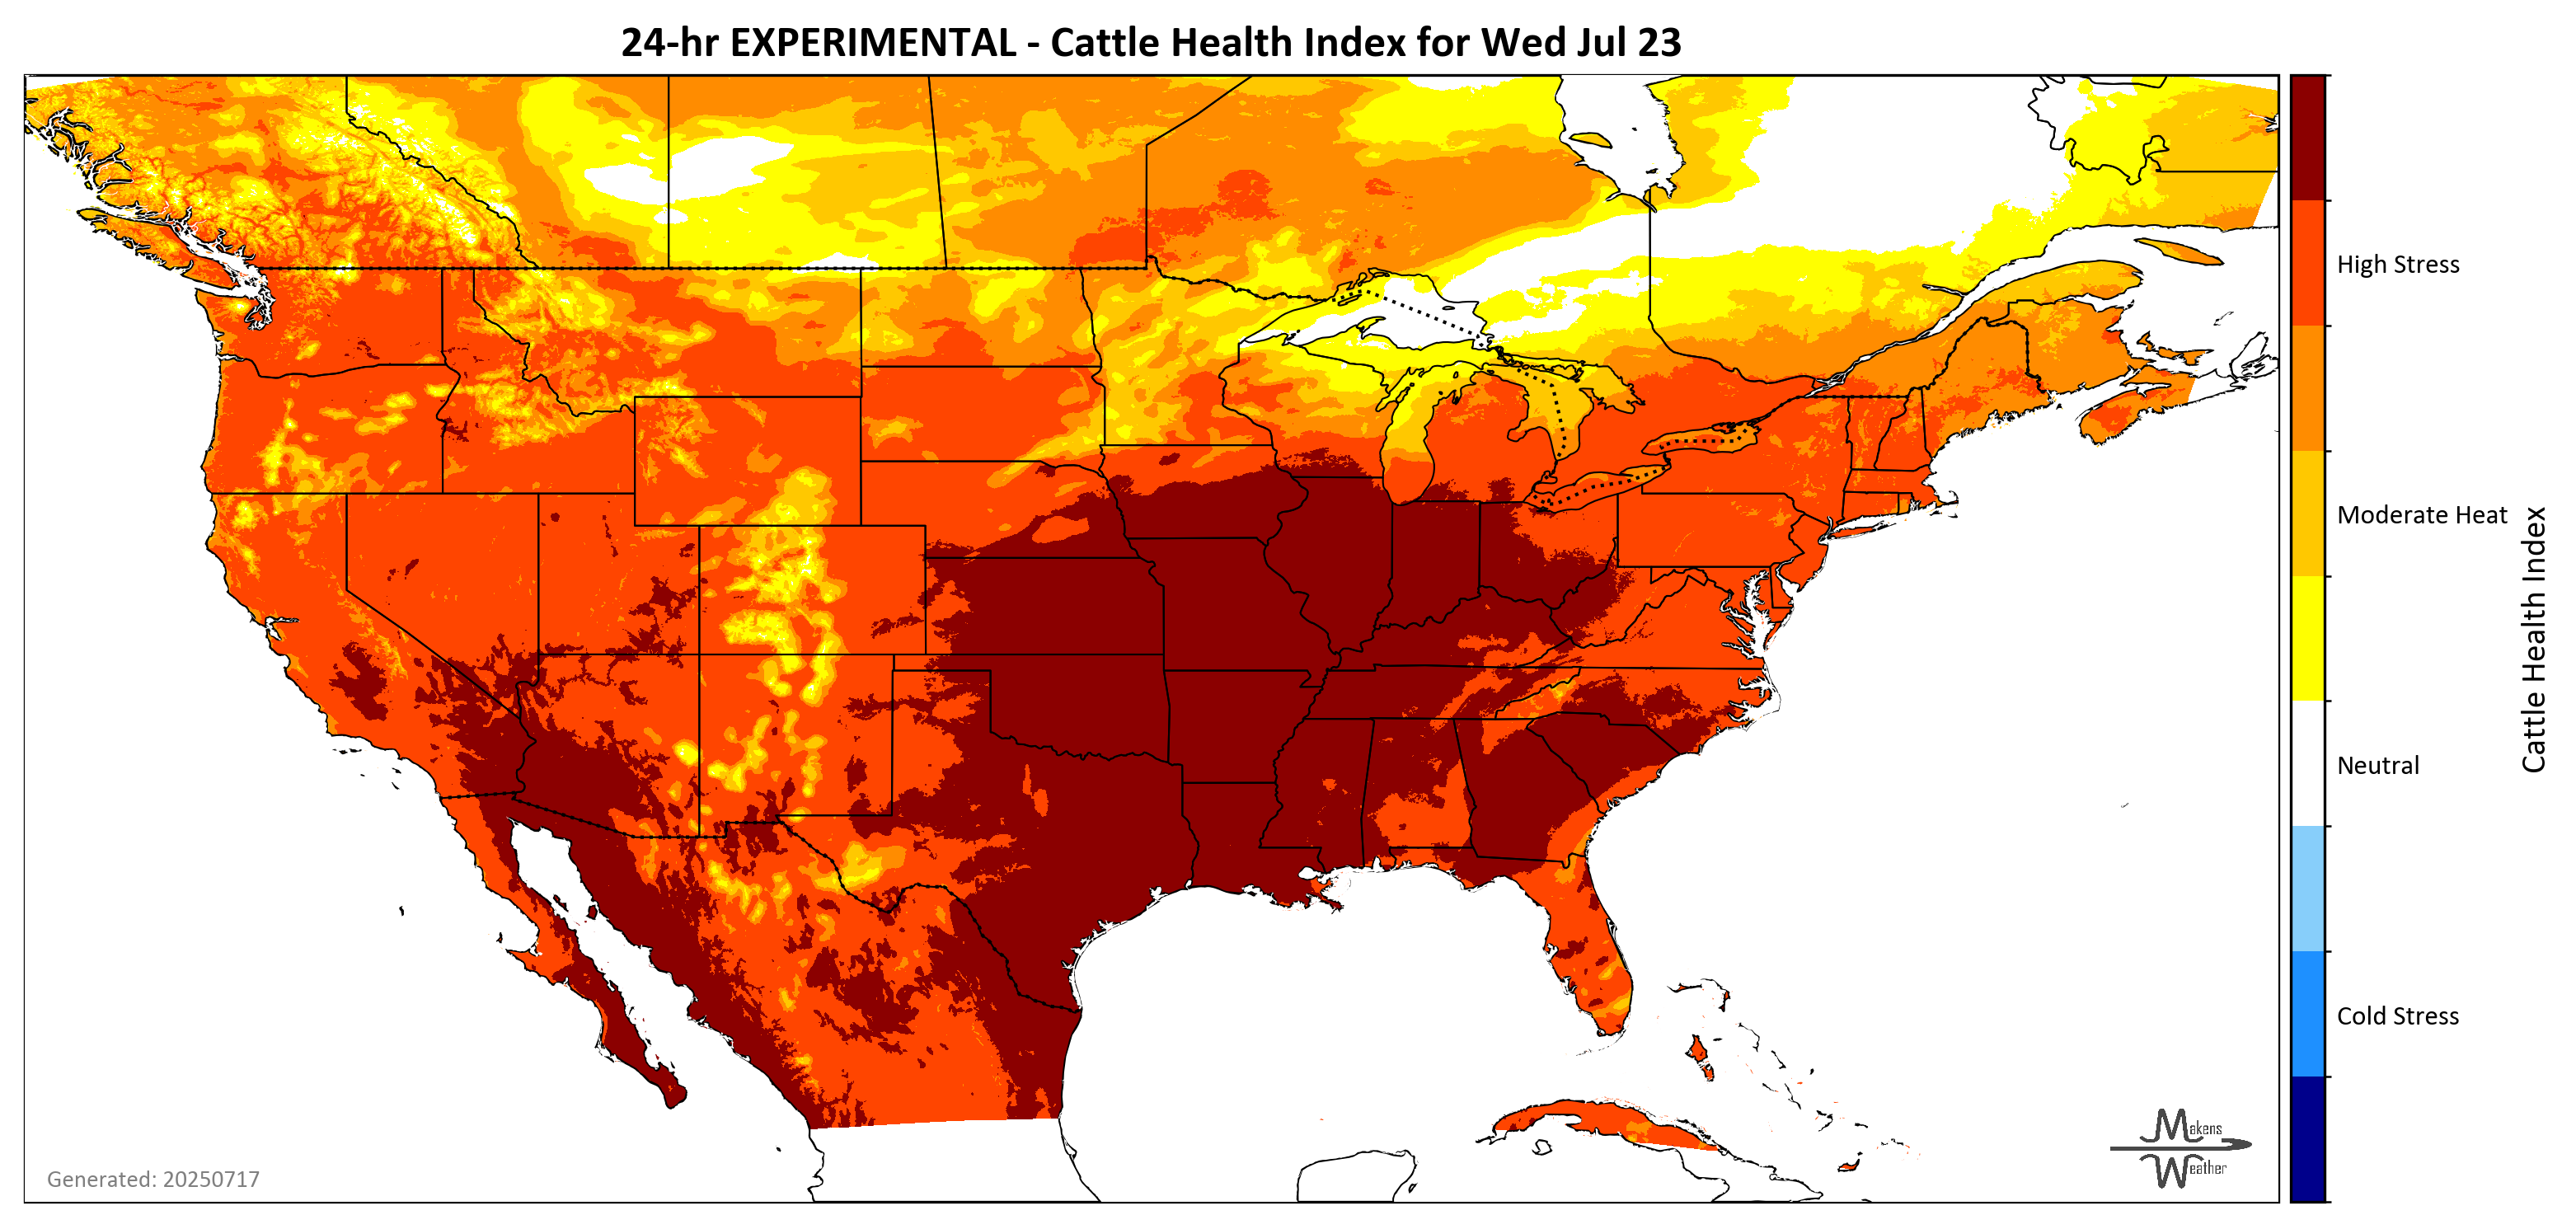 24-hr EXPERIMENTAL - Cattle Health Index for Wed Jul 23
High Stress
Moderate Heat
Neutral
Cold Stress
Cattle Health Index
Generated: 20250717
Makens
Weather